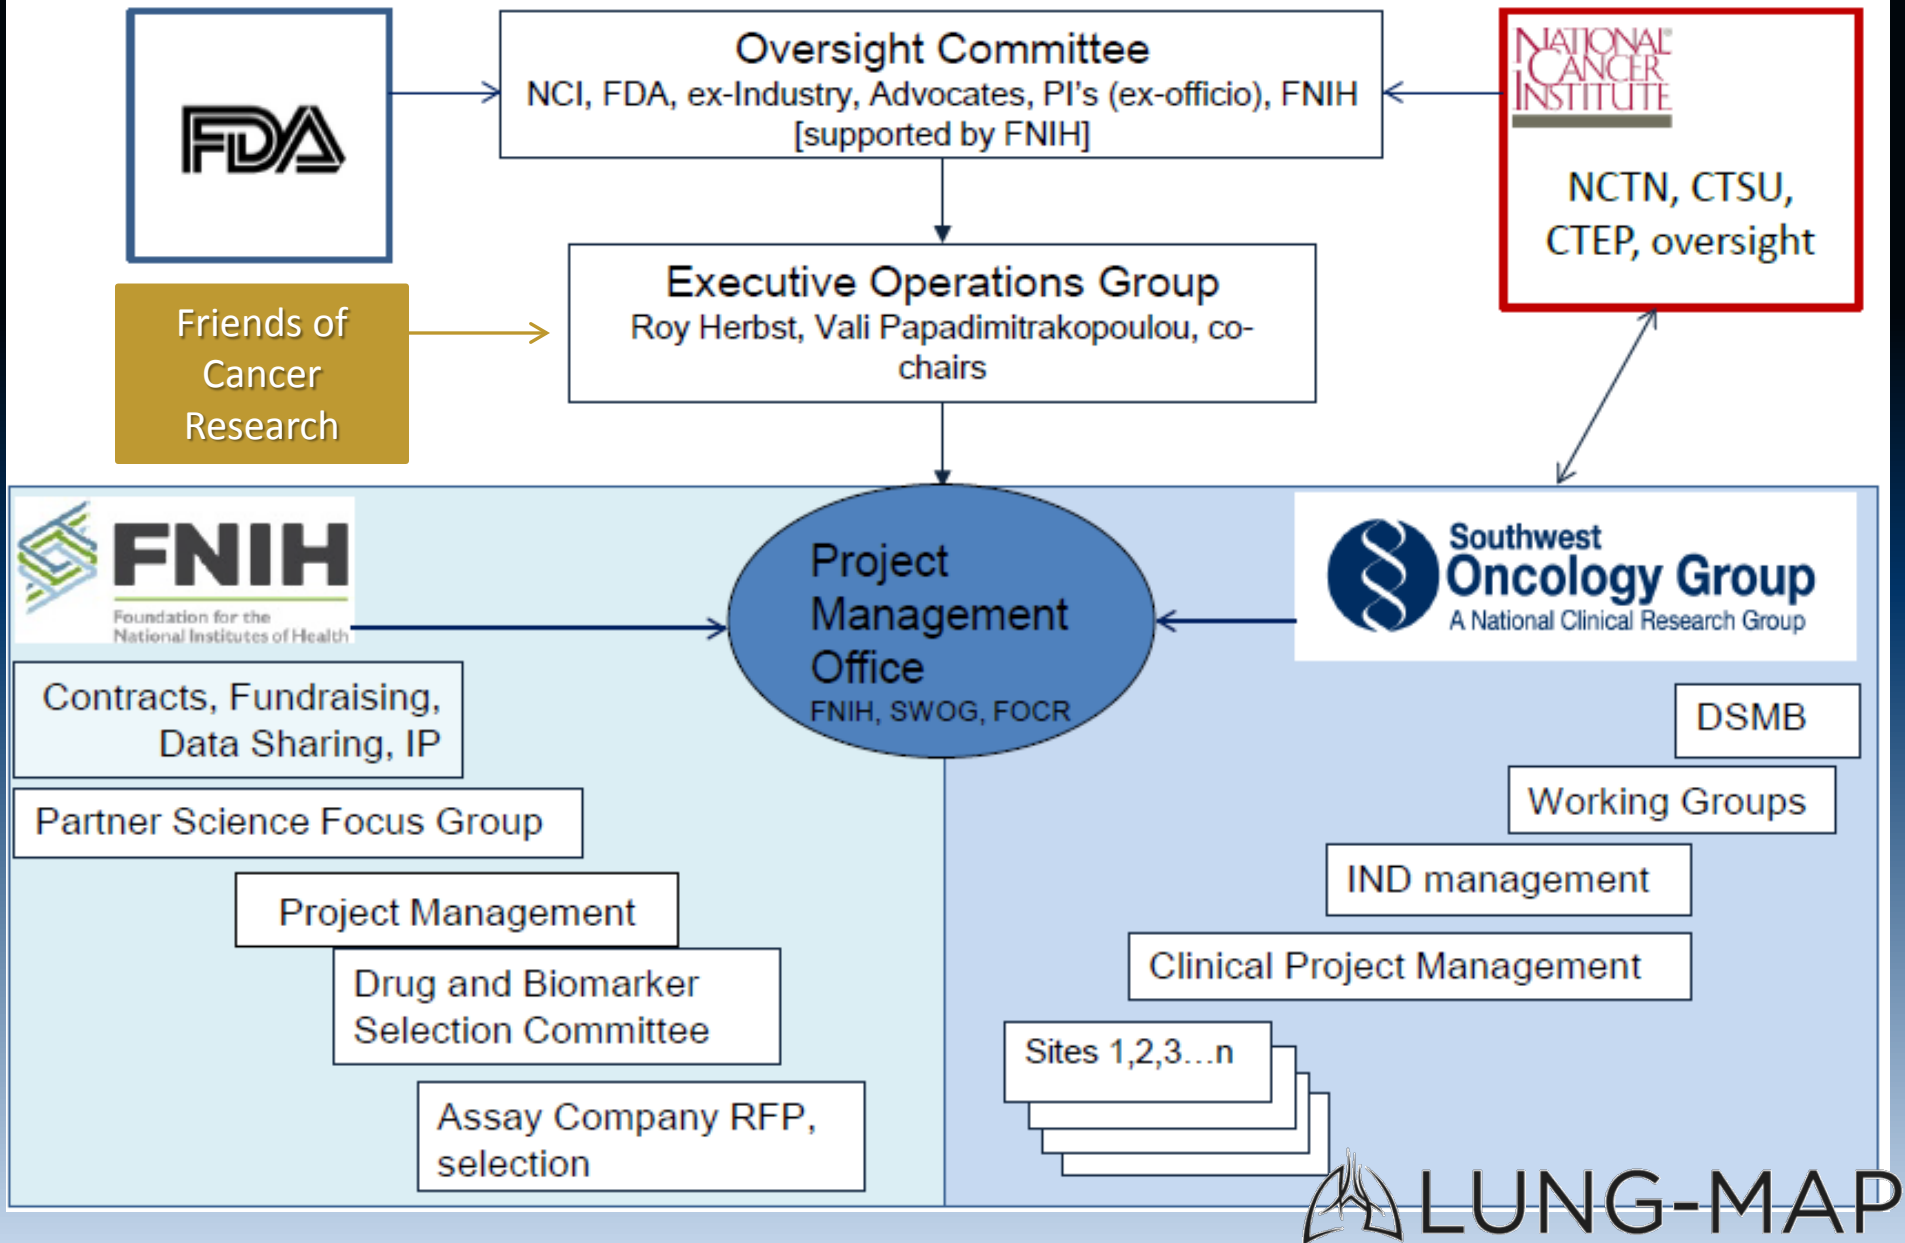 FDA
Oversight Committee
NCI, FDA, ex-Industry, Advocates, PI's (ex-officio), FNIH
[supported by FNIH]
NATIONAL
CANCER
INSTITUTE
NCTN, CTSU,
CTEP, oversight
Friends of
Cancer
Research
Executive Operations Group
Roy Herbst, Vali Papadimitrakopoulou, co-
chairs
FNIH
Foundation for the
National Institutes of Health
Project
Management
Office
FNIH, SWOG, FOCR
Southwest
Oncology Group
A National Clinical Research Group
Contracts, Fundraising,
Data Sharing, IP
Partner Science Focus Group
Project Management
Drug and Biomarker
Selection Committee
Assay Company RFP,
selection
DSMB
Working Groups
IND management
Clinical Project Management
Sites 1,2,3...n
LUNG-MAP